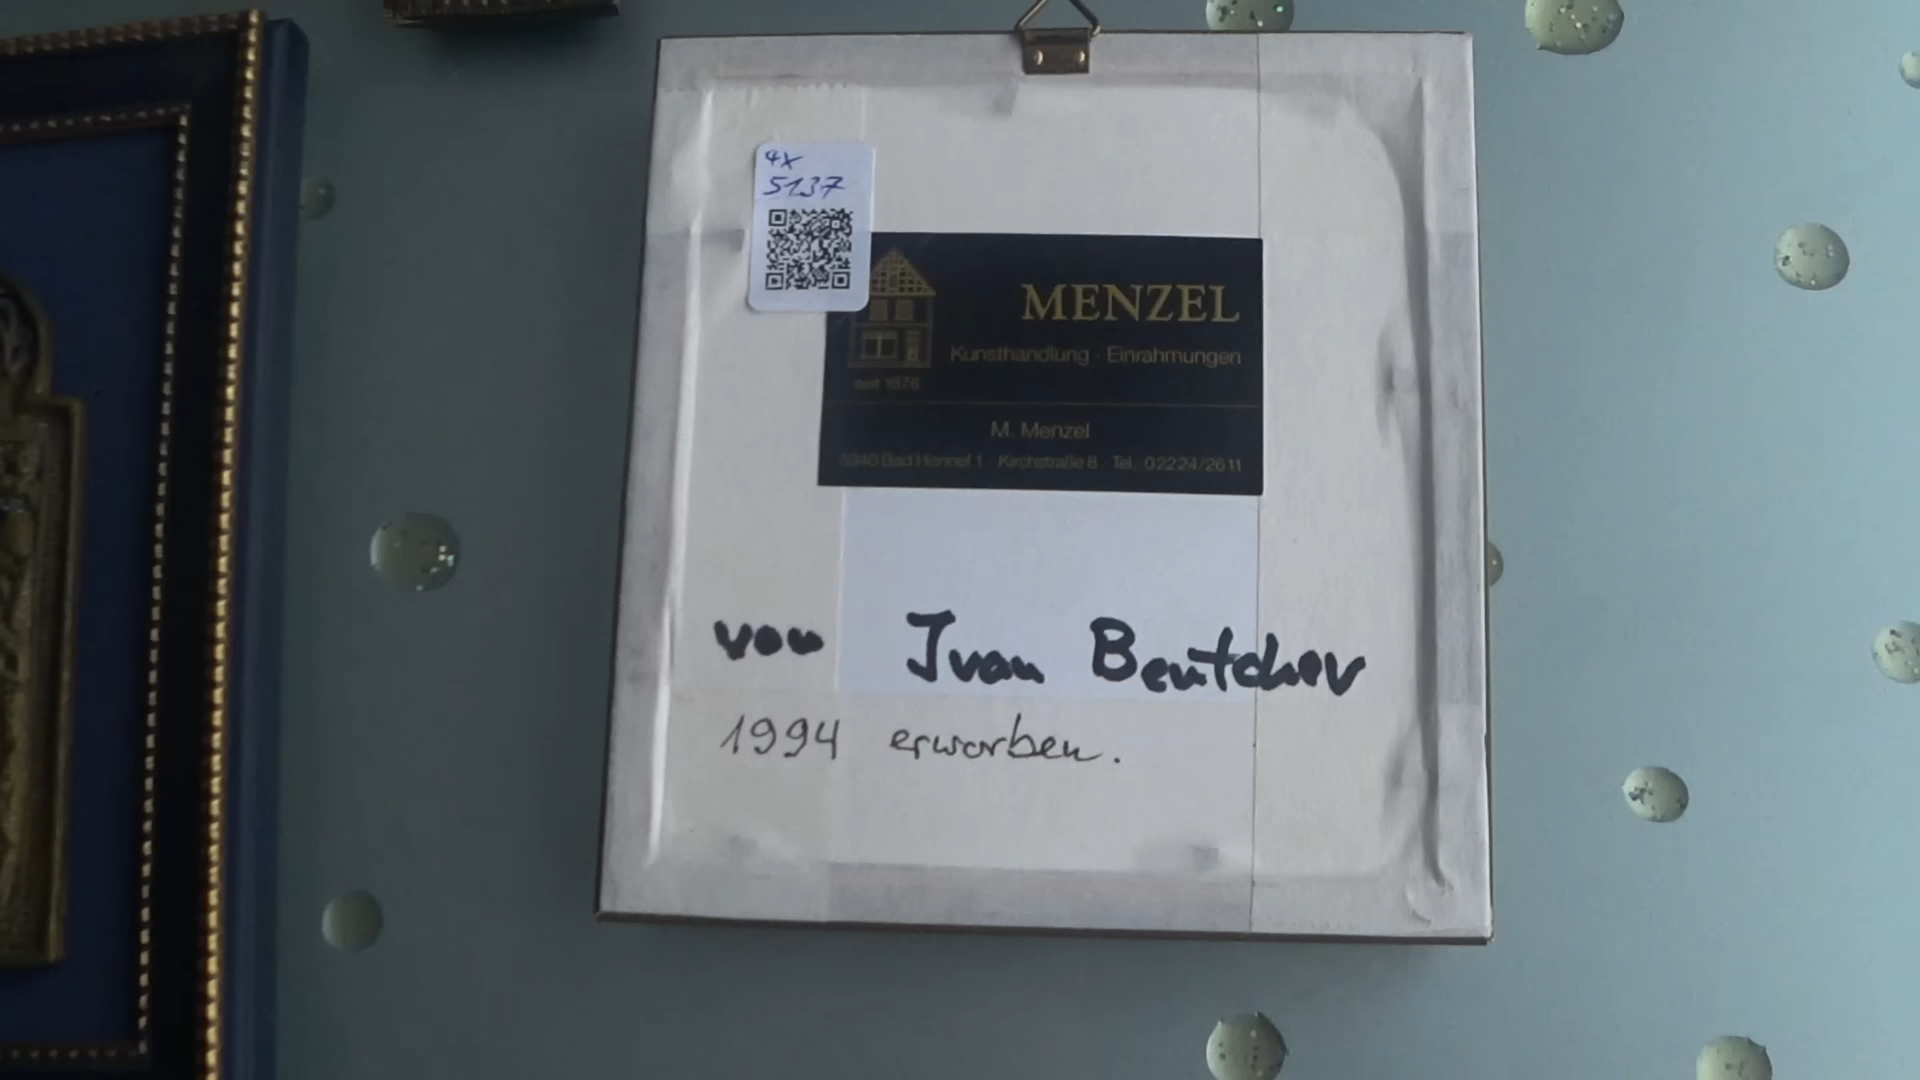 4x
5137
MENZEL
Kunsthandlung · Einrahmungen
seit 1876
M. Menzel
5340 Bad Honnef 1 · Kirchstraße 8 · Tel. 02224/2611
von Ivan Bentchev
1994 erworben.